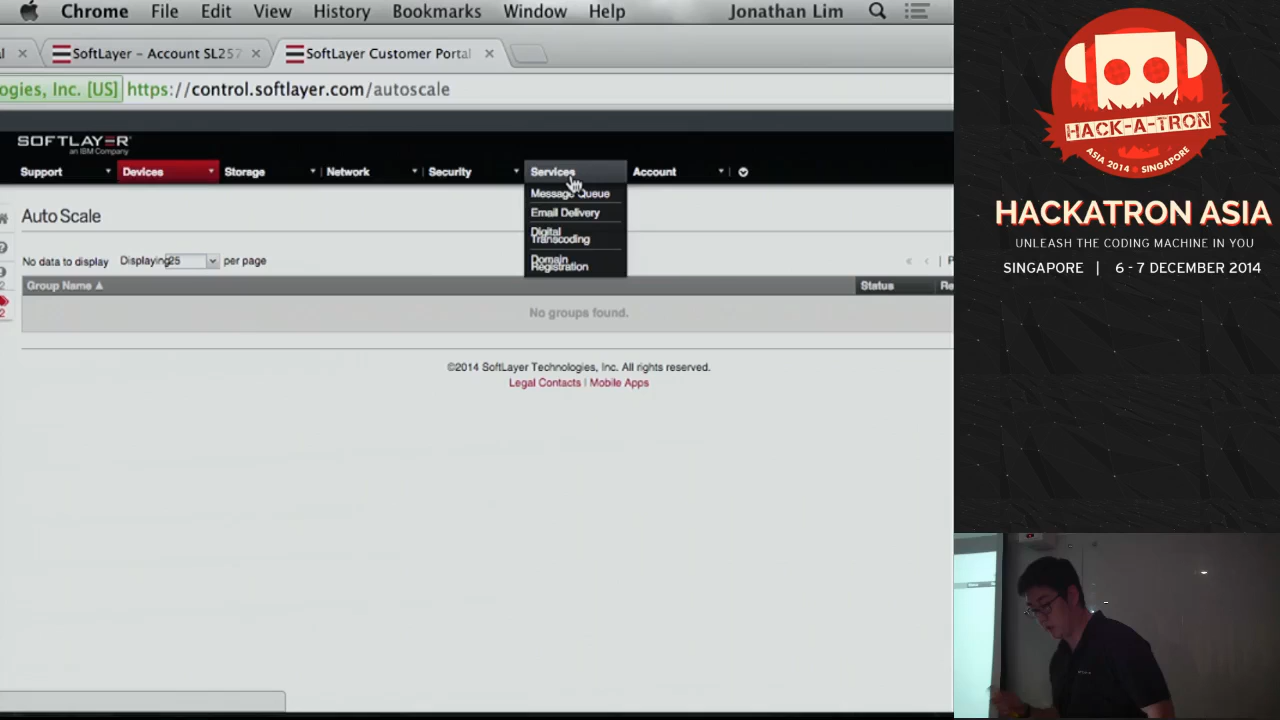 Chrome File Edit View History Bookmarks Window Help Jonathan Lim
SoftLayer - Account SL257
SoftLayer Customer Portal
ogies, Inc. [US] https://control.softlayer.com/autoscale
SOFTLAYER
an IBM Company
Support Devices Storage Network Security Services Account
Message Queue
Email Delivery
Digital
Transcoding
Domain
Registration
Auto Scale
No data to display Displaying 25 per page
Group Name Status Re
No groups found.
©2014 SoftLayer Technologies, Inc. All rights reserved.
Legal Contacts | Mobile Apps
HACK-A-TRON
ASIA 2014 SINGAPORE
HACKATRON ASIA
UNLEASH THE CODING MACHINE IN YOU
SINGAPORE | 6 - 7 DECEMBER 2014